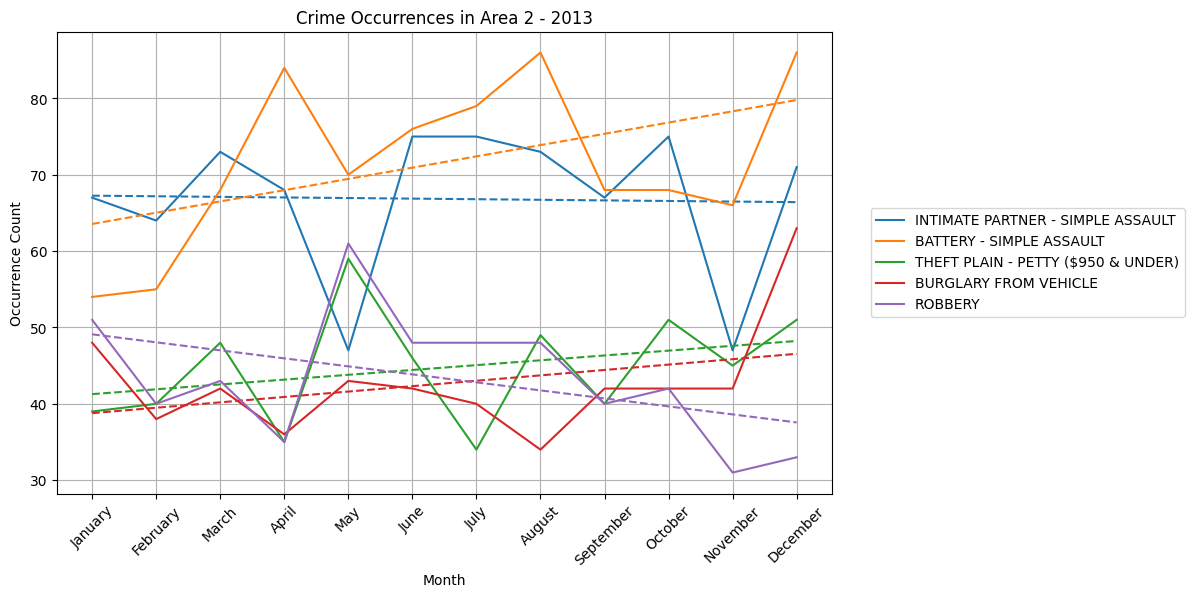 Crime Occurrences in Area 2 - 2013
Occurrence Count
80
70
60
50
40
30
January
February
March
April
May
June
July
August
September
October
November
December
Month
INTIMATE PARTNER - SIMPLE ASSAULT
BATTERY - SIMPLE ASSAULT
THEFT PLAIN - PETTY ($950 & UNDER)
BURGLARY FROM VEHICLE
ROBBERY